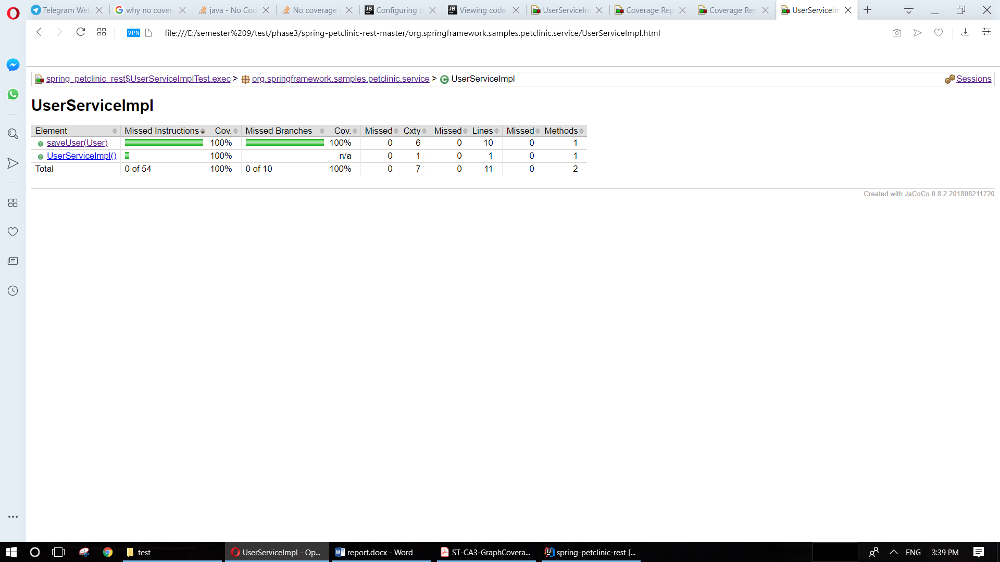 Telegram Web
why no covera
java - No Cod
No coverage i
Configuring c
Viewing code
UserServiceIm
Coverage Rep
Coverage Rep
UserServiceIm
VPN
file:///E:/semester%209/test/phase3/spring-petclinic-rest-master/org.springframework.samples.petclinic.service/UserServiceImpl.html
spring_petclinic_rest$UserServiceImplTest.exec > org.springframework.samples.petclinic.service > UserServiceImpl
Sessions
UserServiceImpl
Element Missed Instructions Cov. Missed Branches Cov. Missed Cxty Missed Lines Missed Methods
saveUser(User) 100% 100% 0 6 0 10 0 1
UserServiceImpl() 100% n/a 0 1 0 1 0 1
Total 0 of 54 100% 0 of 10 100% 0 7 0 11 0 2
Created with JaCoCo 0.8.2.201808211720
test
UserServiceImpl - Op...
report.docx - Word
ST-CA3-GraphCovera...
spring-petclinic-rest [...
ENG
3:39 PM